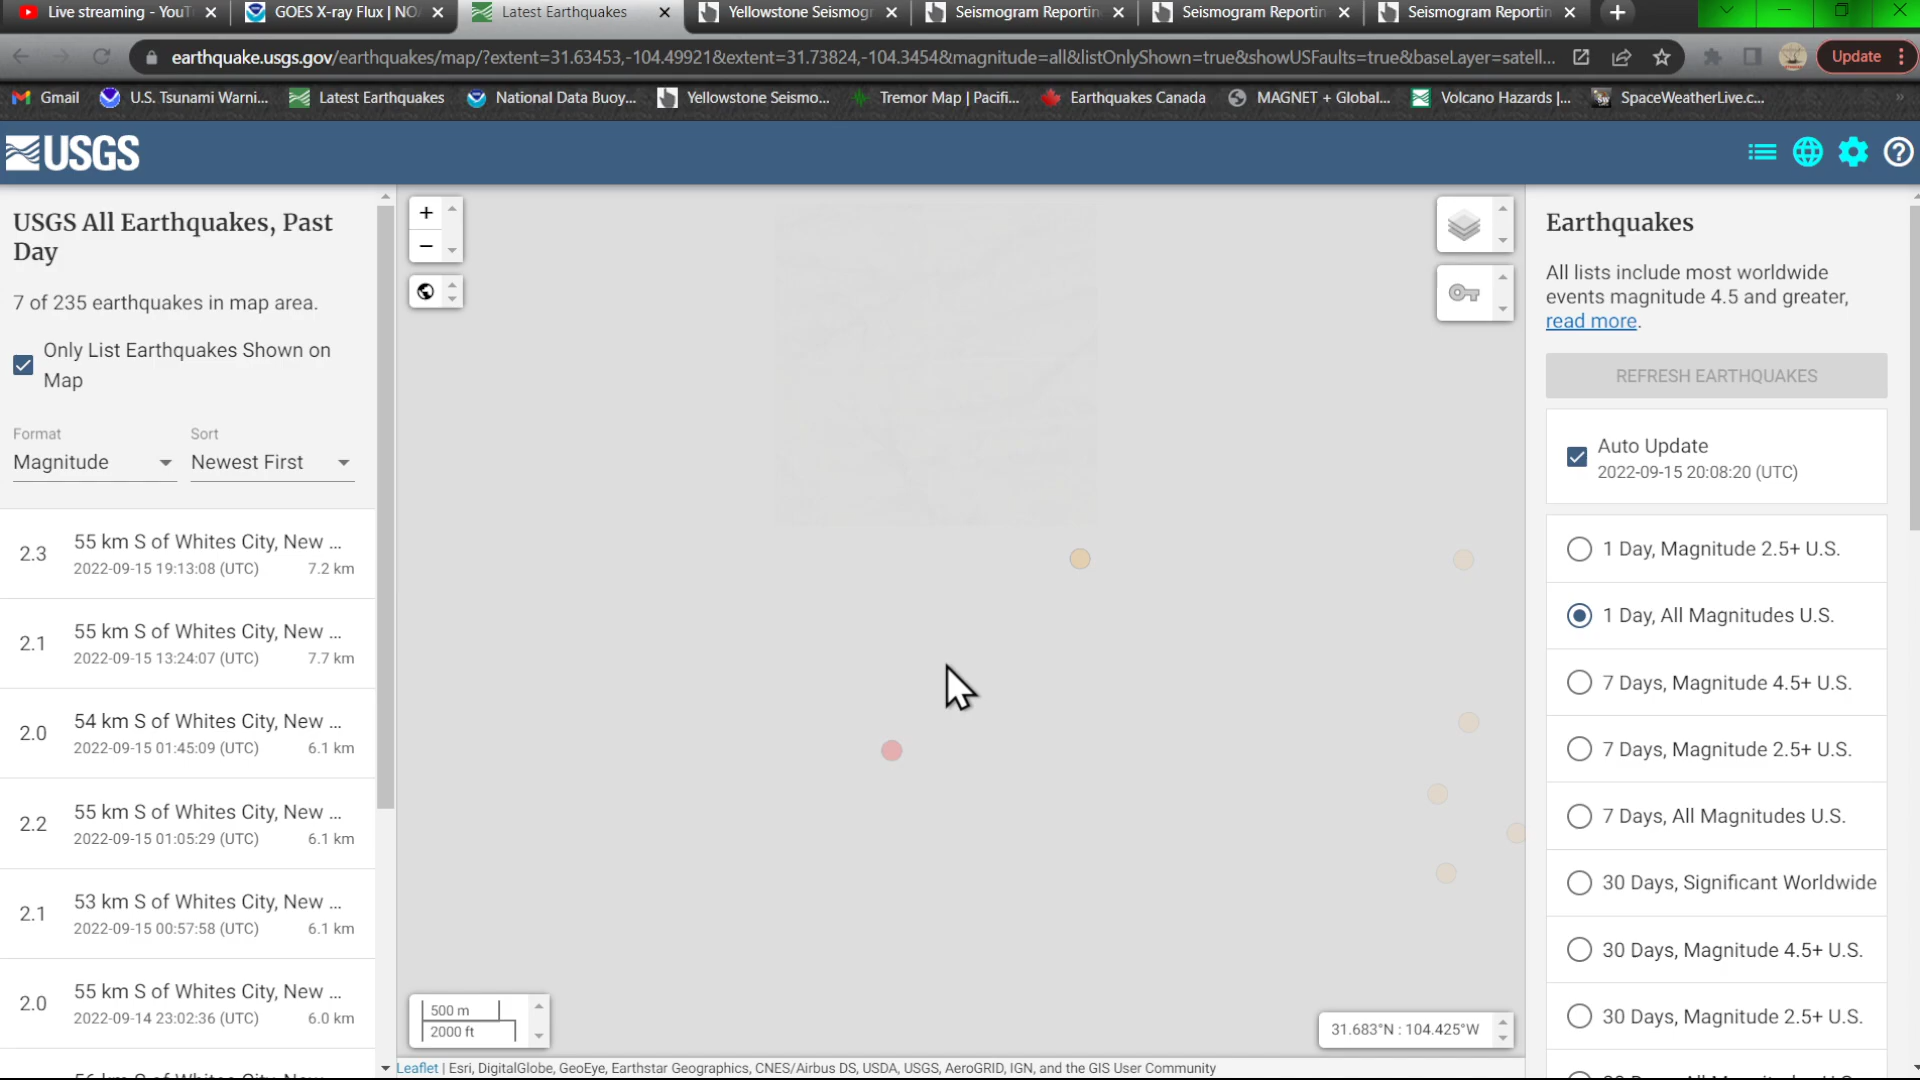 Live streaming - YouT
GOES X-ray Flux | NO
Latest Earthquakes
Yellowstone Seismog
Seismogram Reportin
Seismogram Reportin
Seismogram Reportin
earthquake.usgs.gov/earthquakes/map/?extent=31.63453,-104.49921&extent=31.73824,-104.3454&magnitude=all&listOnlyShown=true&showUSFaults=true&baseLayer=satell...
Update
Gmail
U.S. Tsunami Warni...
Latest Earthquakes
National Data Buoy...
Yellowstone Seismo...
Tremor Map | Pacifi...
Earthquakes Canada
MAGNET + Global...
Volcano Hazards |...
SpaceWeatherLive.c...
USGS
USGS All Earthquakes, Past
Day
7 of 235 earthquakes in map area.
Only List Earthquakes Shown on
Map
Format
Sort
Magnitude
Newest First
2.3
55 km S of Whites City, New ...
2022-09-15 19:13:08 (UTC)
7.2 km
2.1
55 km S of Whites City, New ...
2022-09-15 13:24:07 (UTC)
7.7 km
2.0
54 km S of Whites City, New ...
2022-09-15 01:45:09 (UTC)
6.1 km
2.2
55 km S of Whites City, New ...
2022-09-15 01:05:29 (UTC)
6.1 km
2.1
53 km S of Whites City, New ...
2022-09-15 00:57:58 (UTC)
6.1 km
2.0
55 km S of Whites City, New ...
2022-09-14 23:02:36 (UTC)
6.0 km
+
−
500 m
2000 ft
31.683°N : 104.425°W
Leaflet | Esri, DigitalGlobe, GeoEye, Earthstar Geographics, CNES/Airbus DS, USDA, USGS, AeroGRID, IGN, and the GIS User Community
Earthquakes
All lists include most worldwide
events magnitude 4.5 and greater,
read more.
REFRESH EARTHQUAKES
Auto Update
2022-09-15 20:08:20 (UTC)
1 Day, Magnitude 2.5+ U.S.
1 Day, All Magnitudes U.S.
7 Days, Magnitude 4.5+ U.S.
7 Days, Magnitude 2.5+ U.S.
7 Days, All Magnitudes U.S.
30 Days, Significant Worldwide
30 Days, Magnitude 4.5+ U.S.
30 Days, Magnitude 2.5+ U.S.